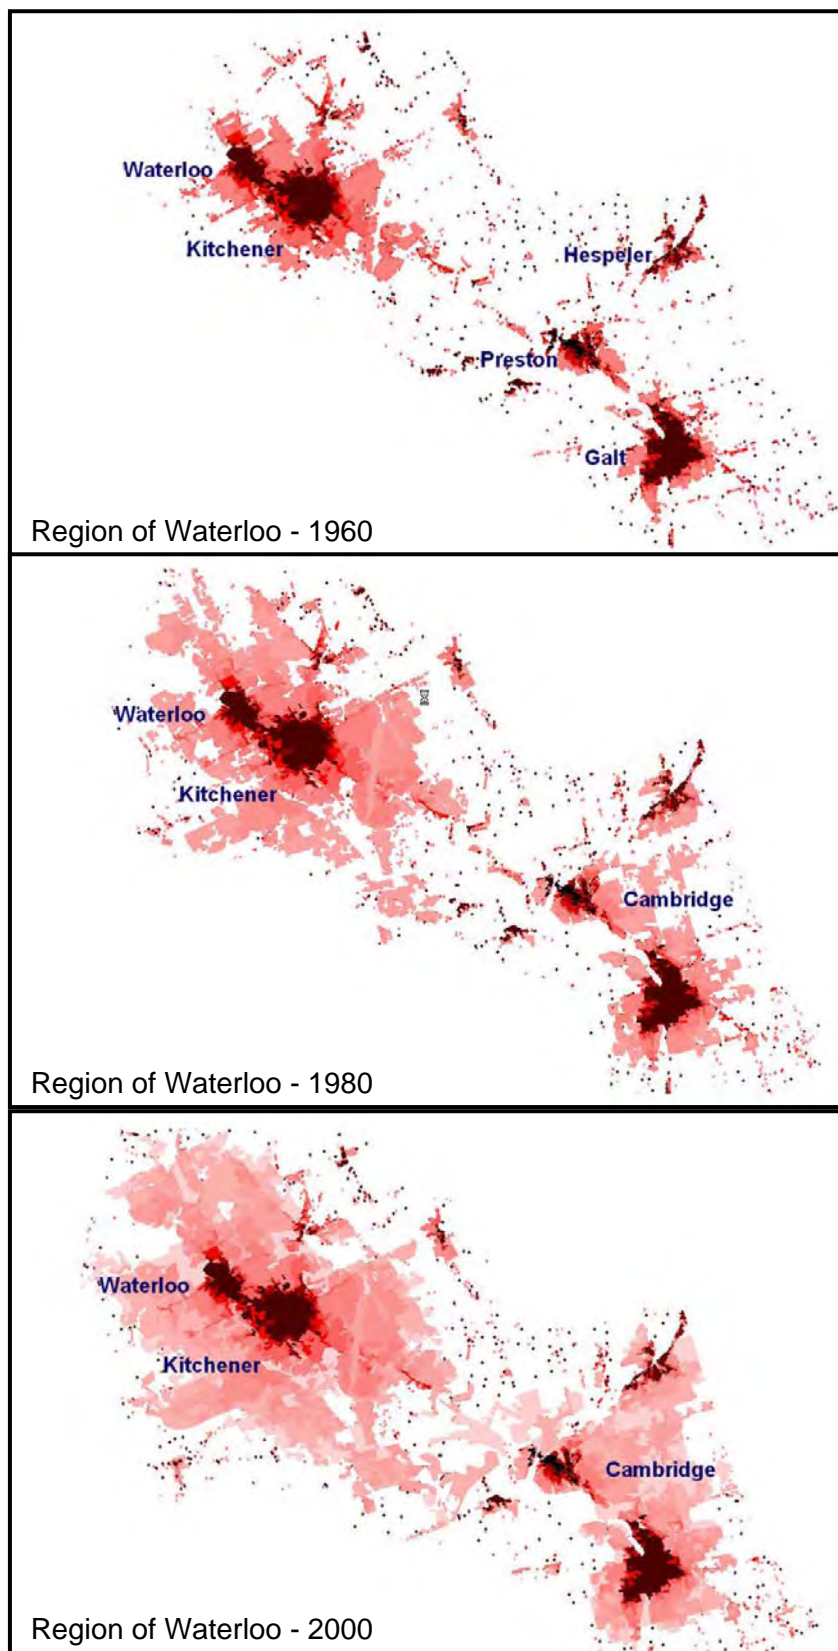 Waterloo
Kitchener
Hespeler
Preston
Galt
Region of Waterloo - 1960
Waterloo
Kitchener
Cambridge
Region of Waterloo - 1980
Waterloo
Kitchener
Cambridge
Region of Waterloo - 2000